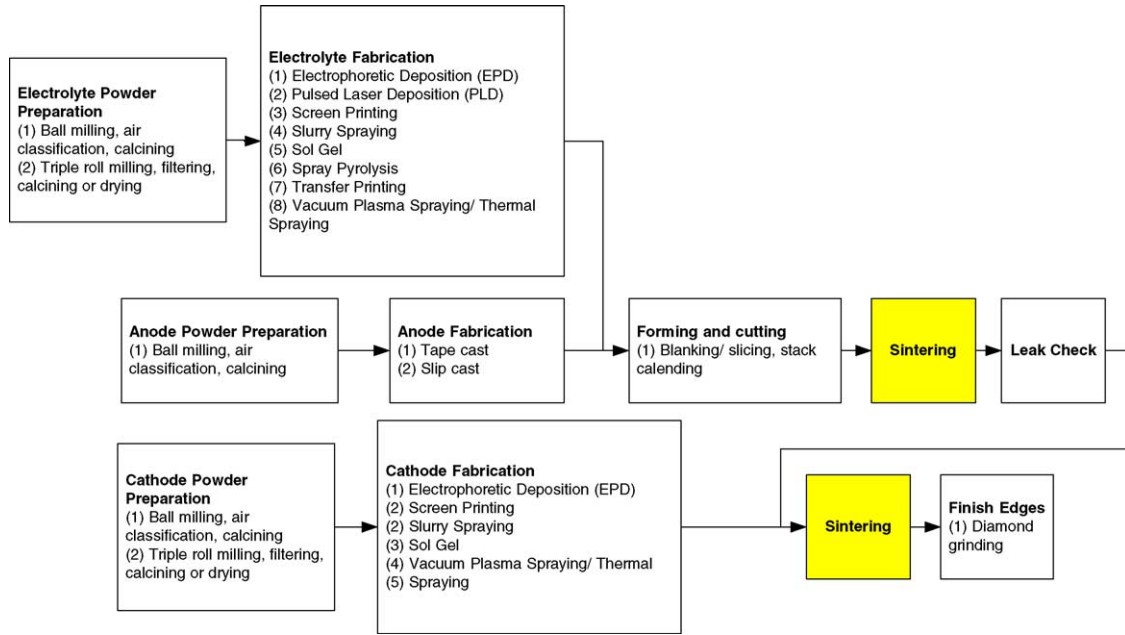 Electrolyte Powder
Preparation
(1) Ball milling, air
classification, calcining
(2) Triple roll milling, filtering,
calcining or drying
Electrolyte Fabrication
(1) Electrophoretic Deposition (EPD)
(2) Pulsed Laser Deposition (PLD)
(3) Screen Printing
(4) Slurry Spraying
(5) Sol Gel
(6) Spray Pyrolysis
(7) Transfer Printing
(8) Vacuum Plasma Spraying/ Thermal
Spraying
Anode Powder Preparation
(1) Ball milling, air
classification, calcining
Anode Fabrication
(1) Tape cast
(2) Slip cast
Forming and cutting
(1) Blanking/ slicing, stack
calending
Sintering
Leak Check
Cathode Powder
Preparation
(1) Ball milling, air
classification, calcining
(2) Triple roll milling, filtering,
calcining or drying
Cathode Fabrication
(1) Electrophoretic Deposition (EPD)
(2) Screen Printing
(2) Slurry Spraying
(3) Sol Gel
(4) Vacuum Plasma Spraying/ Thermal
(5) Spraying
Sintering
Finish Edges
(1) Diamond
grinding